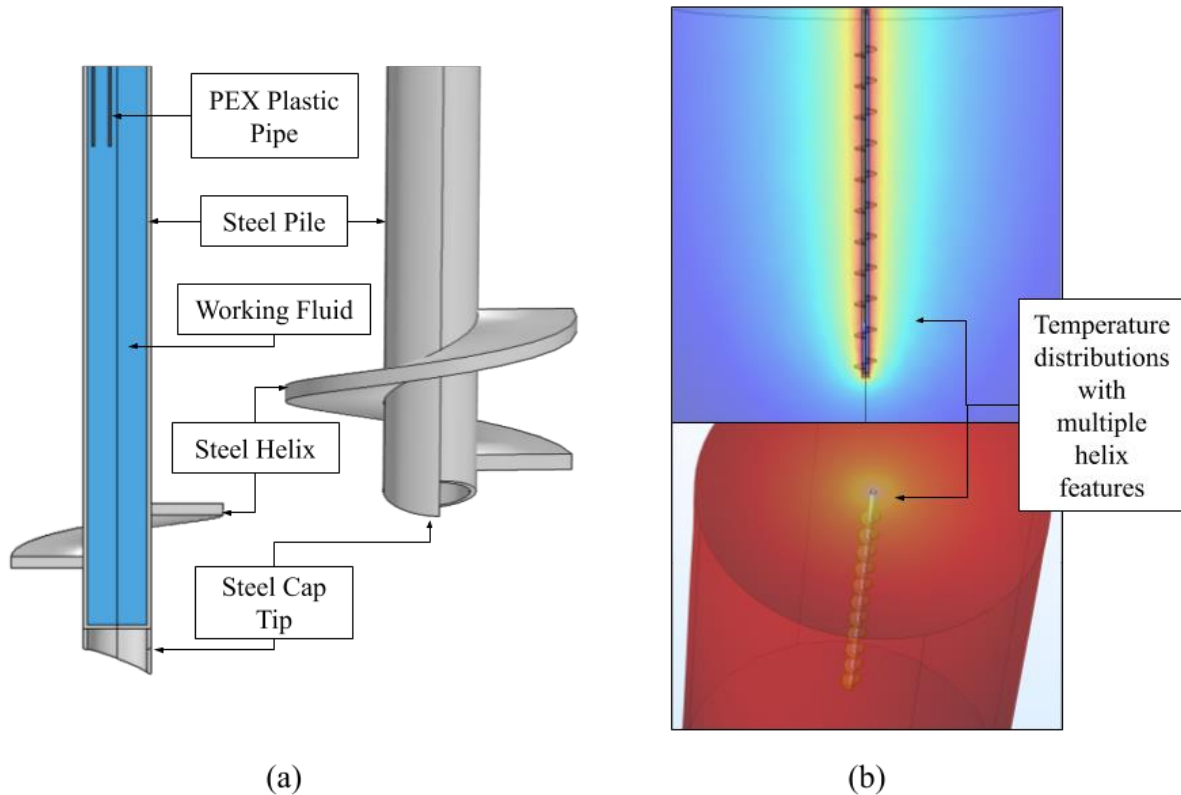 PEX Plastic
Pipe
Steel Pile
Working Fluid
Steel Helix
Steel Cap
Tip
(a)
Temperature
distributions
with
multiple
helix
features
(b)